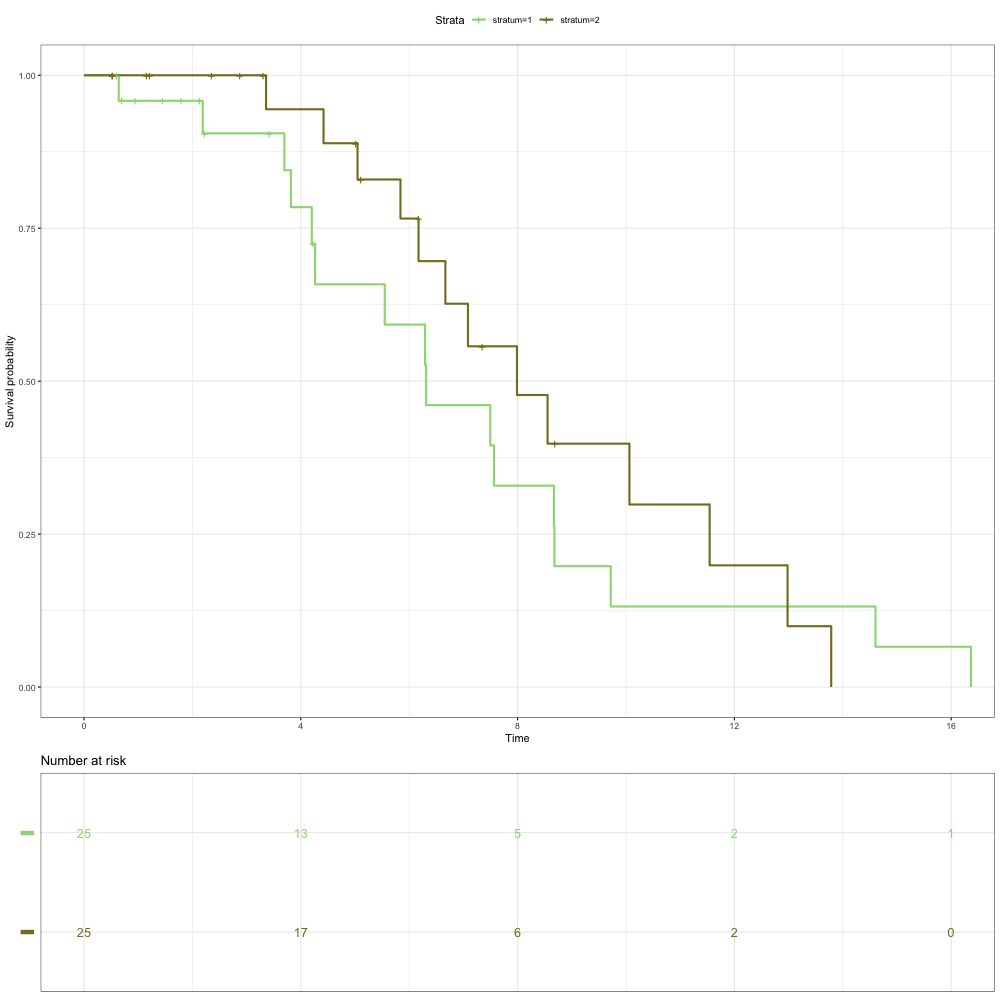 Strata stratum=1 stratum=2
1.00
0.75
0.50
0.25
0.00
Survival probability
0 4 8 12 16
Time
Number at risk
25 13 5 2 1
25 17 6 2 0